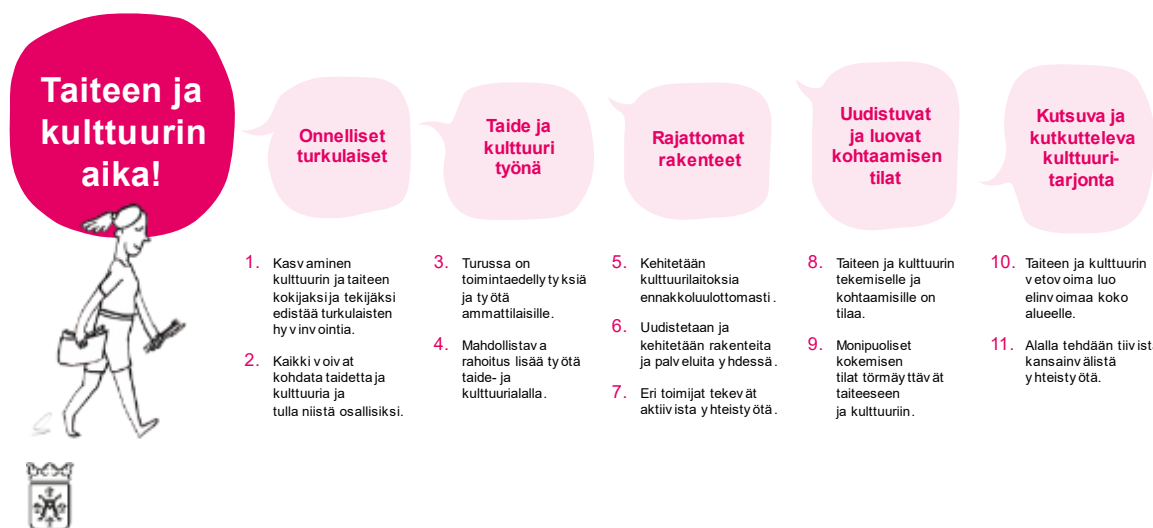 Taiteen ja
kulttuurin
aika!
Onnelliset
turkulaiset
1. Kasvaminen
kulttuurin ja taiteen
kokijaksi ja tekijäksi
edistää turkulaisten
hyvinvointia.
2. Kaikki voivat
kohdata taidetta ja
kulttuuria ja
tulla niistä osallisiksi.
Taide ja
kulttuuri
työnä
3. Turussa on
toimintaedellytyksiä
ja työtä
ammattilaisille.
4. Mahdollistava
rahoitus lisää työtä
taide- ja
kulttuurialalla.
Rajattomat
rakenteet
5. Kehitetään
kulttuurilaitoksia
ennakkoluulottomasti.
6. Uudistetaan ja
kehitetään rakenteita
ja palveluita yhdessä.
7. Eri toimijat tekevät
aktiivista yhteistyötä.
Uudistuvat
ja luovat
kohtaamisen
tilat
8. Taiteen ja kulttuurin
tekemiselle ja
kohtaamisille on
tilaa.
9. Monipuoliset
kokemisen
tilat törmäyttävät
taiteeseen
ja kulttuuriin.
Kutsuva ja
kutkutteleva
kulttuuri-
tarjonta
10. Taiteen ja kulttuurin
vetovoima luo
elinvoimaa koko
alueelle.
11. Alalla tehdään tiivist
kansainvälistä
yhteistyötä.